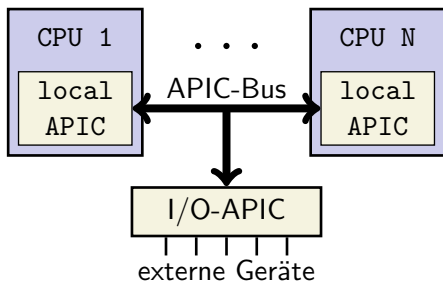 CPU 1
. . .
CPU N
local
APIC
APIC-Bus
local
APIC
I/O-APIC
externe Geräte